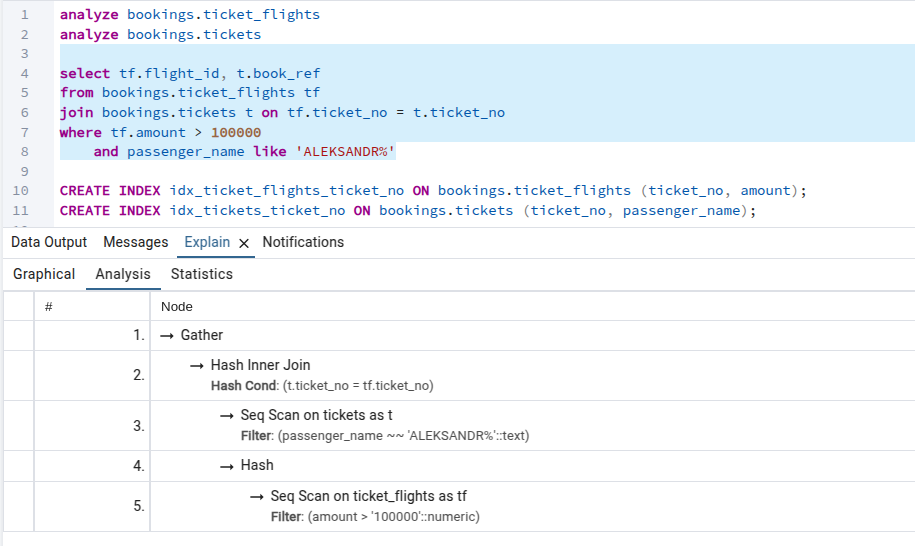 1 analyze bookings.ticket_flights
2 analyze bookings.tickets
3
4 select tf.flight_id, t.book_ref
5 from bookings.ticket_flights tf
6 join bookings.tickets t on tf.ticket_no = t.ticket_no
7 where tf.amount > 100000
8     and passenger_name like 'ALEKSANDR%'
9
10 CREATE INDEX idx_ticket_flights_ticket_no ON bookings.ticket_flights (ticket_no, amount);
11 CREATE INDEX idx_tickets_ticket_no ON bookings.tickets (ticket_no, passenger_name);
Data Output Messages Explain × Notifications
Graphical Analysis Statistics
# Node
1. → Gather
2. → Hash Inner Join
Hash Cond: (t.ticket_no = tf.ticket_no)
3. → Seq Scan on tickets as t
Filter: (passenger_name ~~ 'ALEKSANDR%'::text)
4. → Hash
5. → Seq Scan on ticket_flights as tf
Filter: (amount > '100000'::numeric)